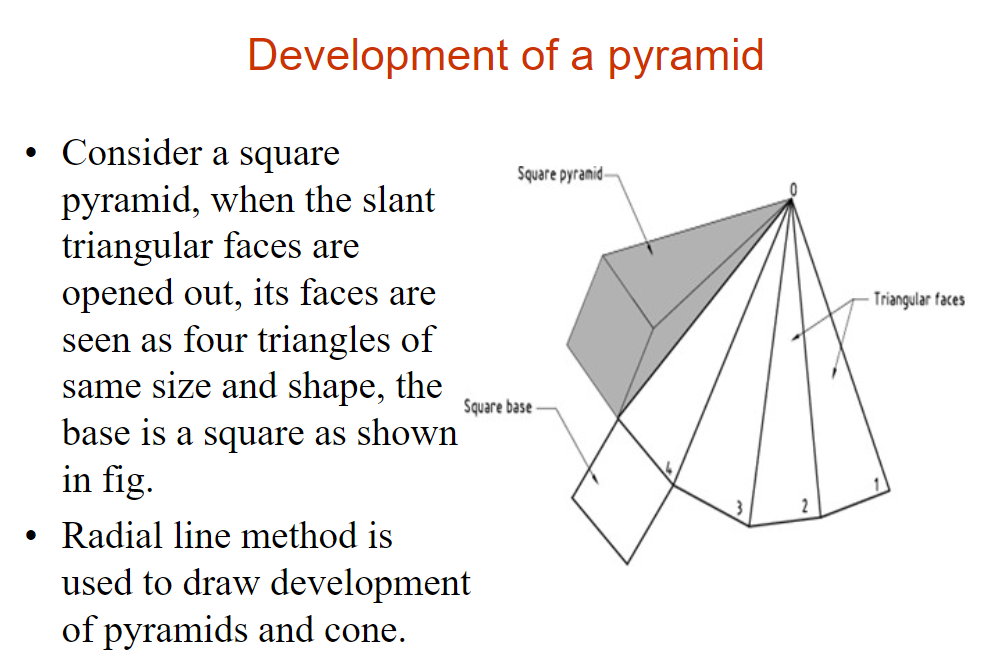 Development of a pyramid
• Consider a square
pyramid, when the slant
triangular faces are
opened out, its faces are
seen as four triangles of
same size and shape, the
base is a square as shown
in fig.
• Radial line method is
used to draw development
of pyramids and cone.
Square pyramid
0
Triangular faces
Square base
4
3
2
1